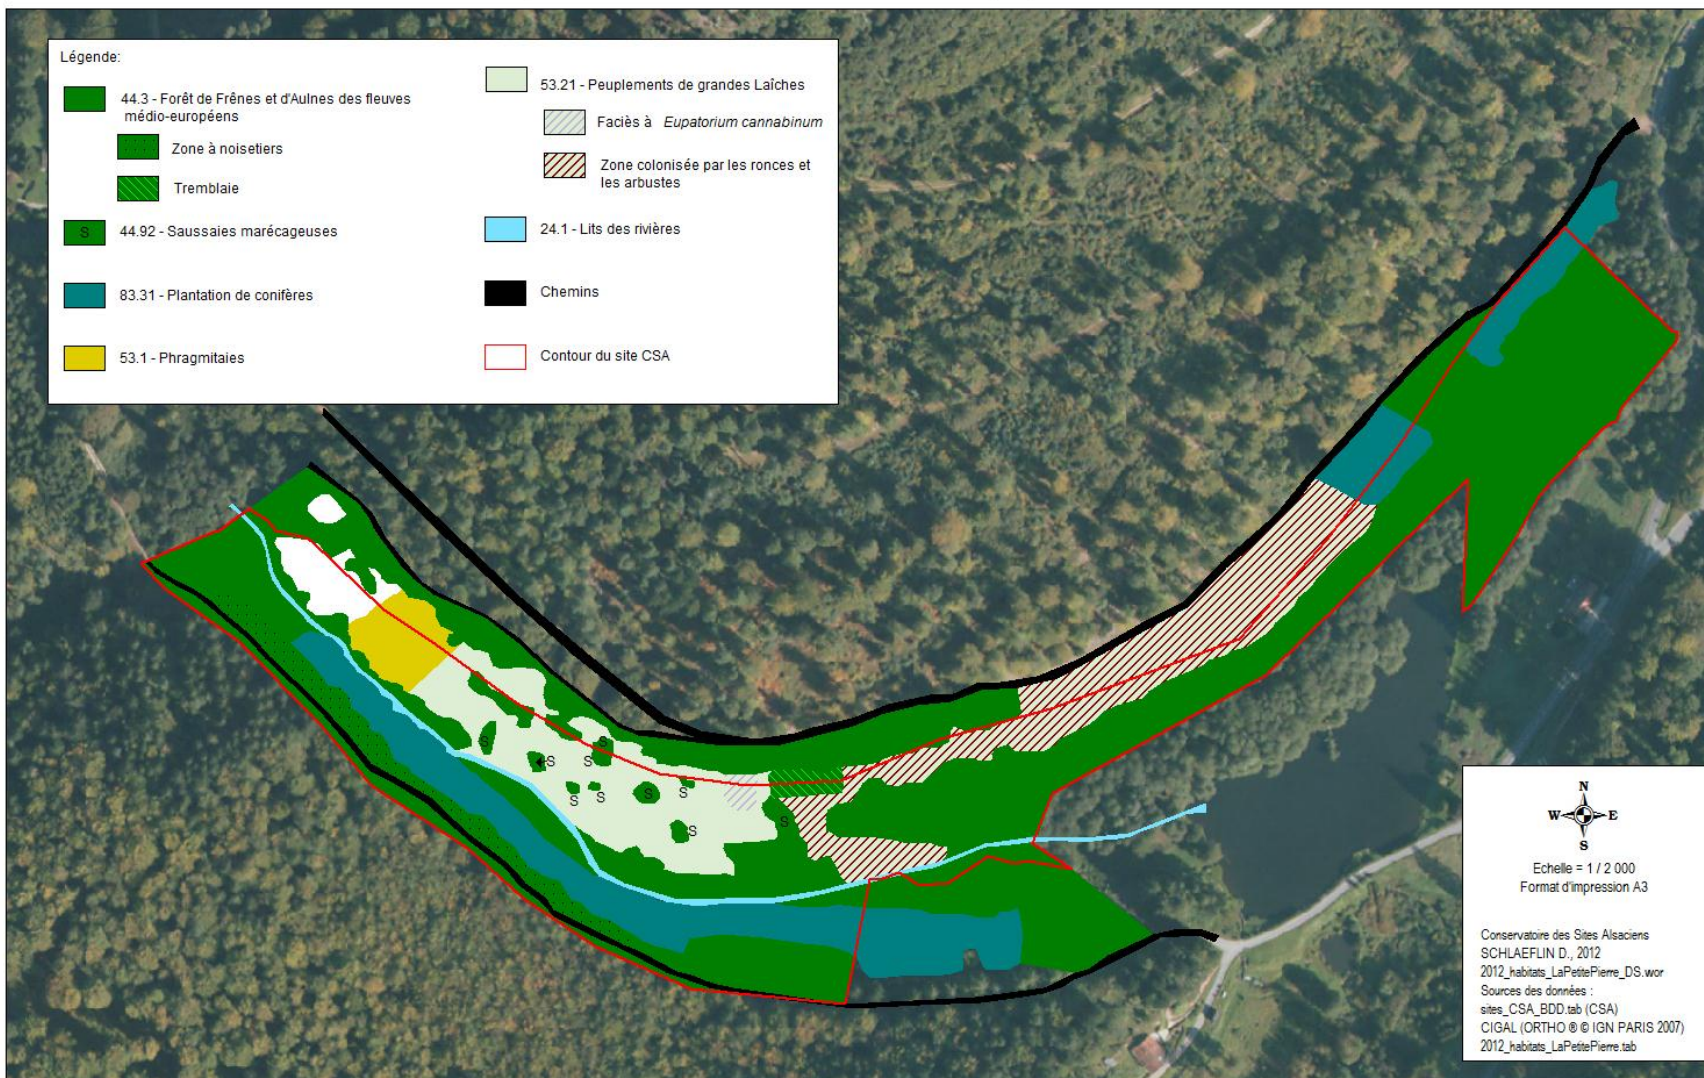 Légende:
44.3 - Forêt de Frênes et d'Aulnes des fleuves
médio-européens
Zone à noisetiers
Tremblaie
S
44.92 - Saussaies marécageuses
83.31 - Plantation de conifères
53.1 - Phragmitaies
53.21 - Peuplements de grandes Laîches
Faciès à Eupatorium cannabinum
Zone colonisée par les ronces et
les arbustes
24.1 - Lits des rivières
Chemins
Contour du site CSA
S
S
S
S
S
S
S
S
S
S
N
W E
S
Echelle = 1 / 2 000
Format d'impression A3
Conservatoire des Sites Alsaciens
SCHLAEFLIN D., 2012
2012_habitats_LaPetitePierre_DS.wor
Sources des données :
sites_CSA_BDD.tab (CSA)
CIGAL (ORTHO ® © IGN PARIS 2007)
2012_habitats_LaPetitePierre.tab